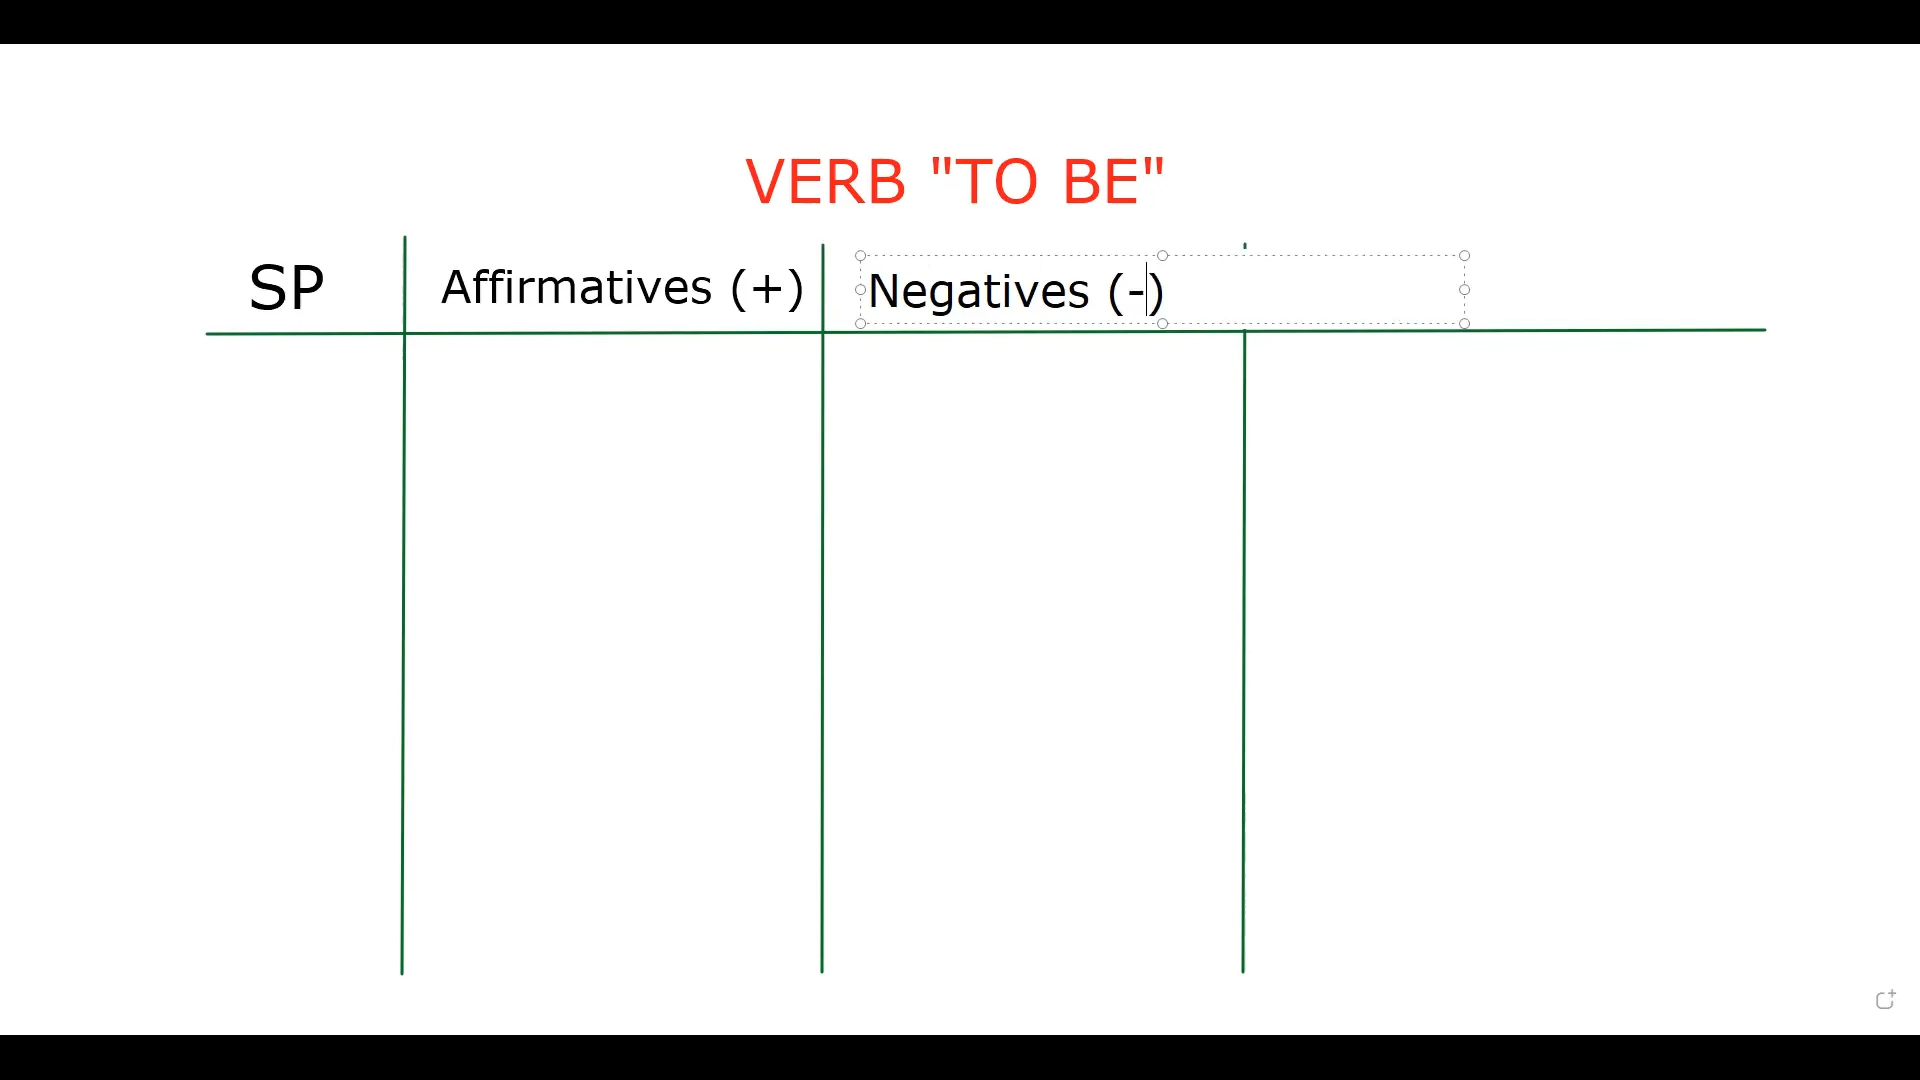 VERB "TO BE"
SP Affirmatives (+) Negatives (-)